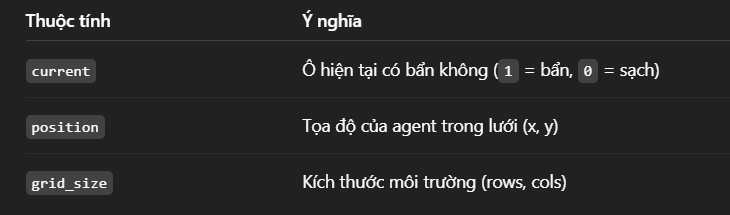 Thuộc tính Ý nghĩa
current Ô hiện tại có bẩn không (1 = bẩn, 0 = sạch)
position Tọa độ của agent trong lưới (x, y)
grid_size Kích thước môi trường (rows, cols)